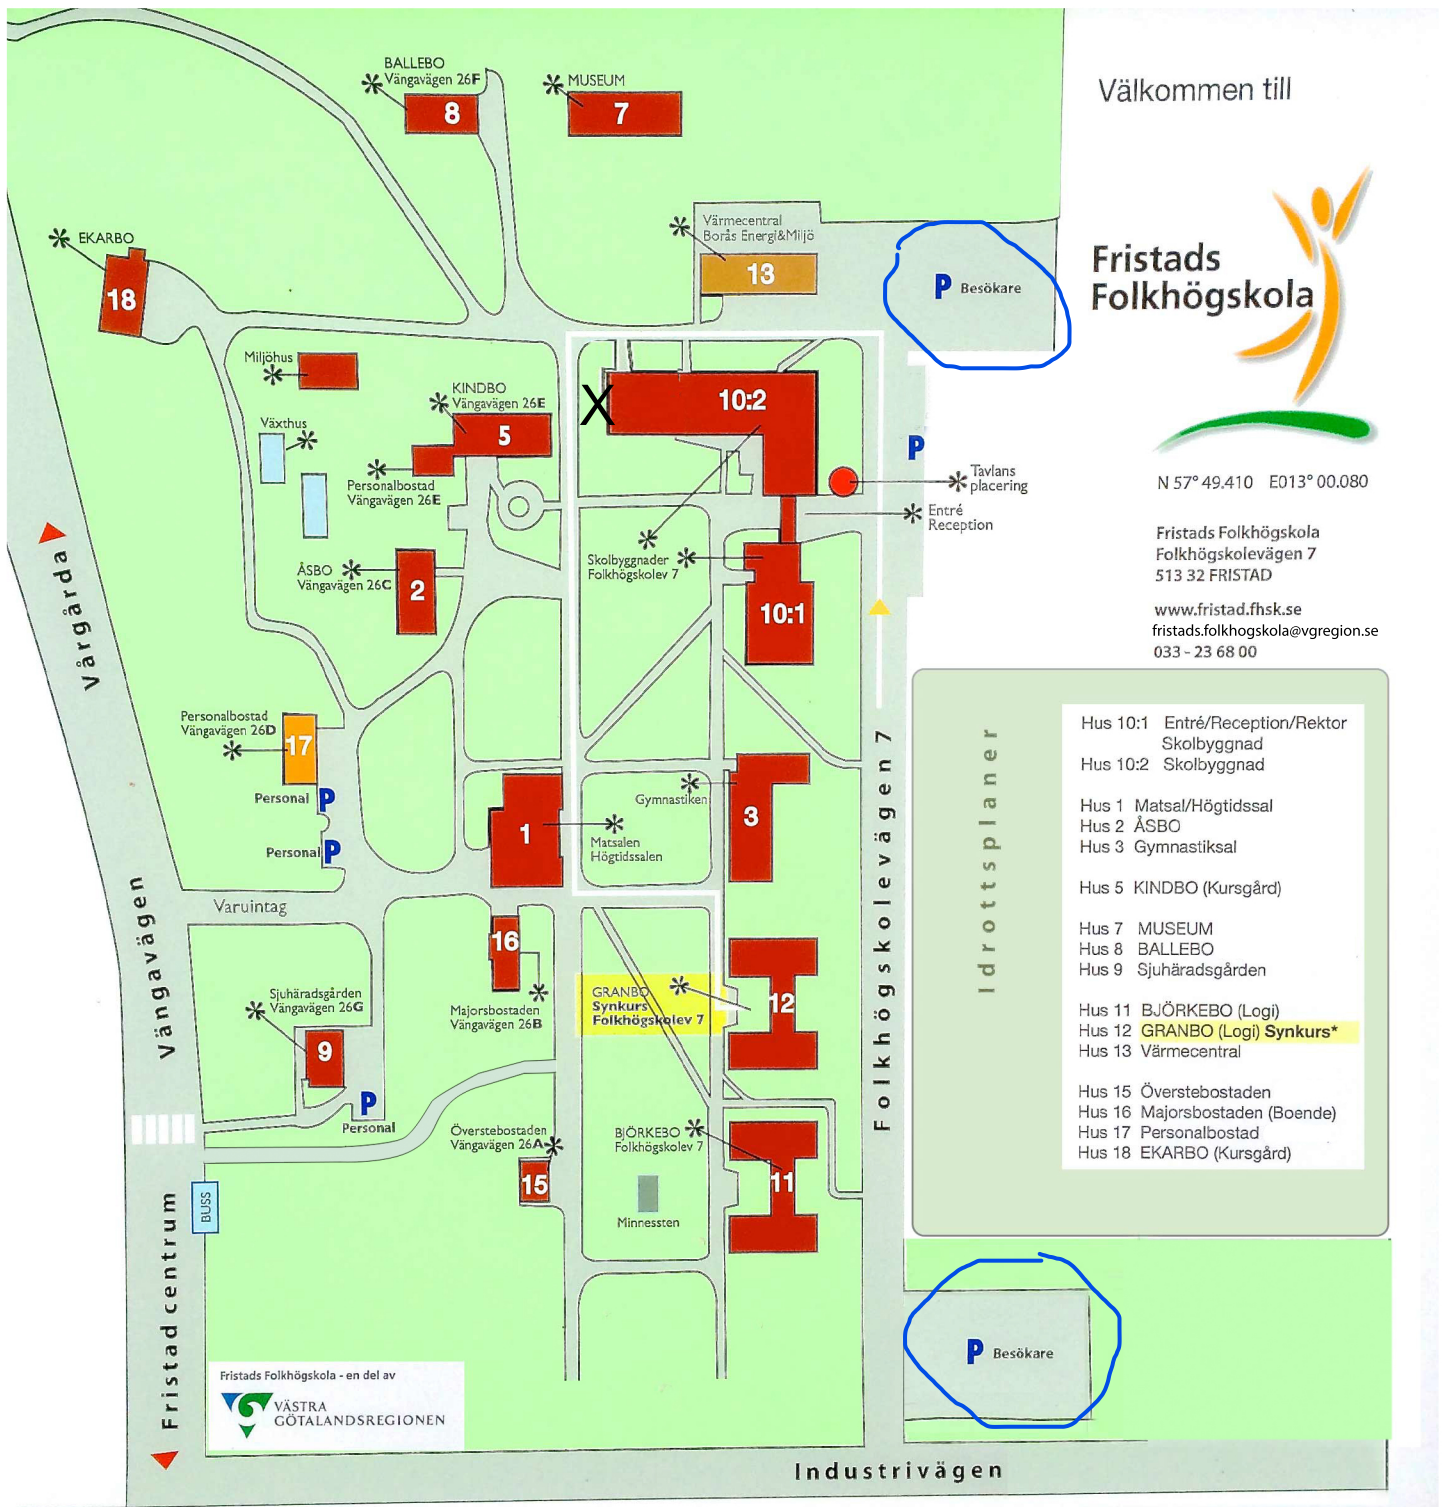 Välkommen till
Fristads
Folkhögskola
N 57° 49.410 E013° 00.080
Fristads Folkhögskola
Folkhögskolevägen 7
513 32 FRISTAD
www.fristad.fhsk.se
fristads.folkhogskola@vgregion.se
033 - 23 68 00
BALLEBO
Vängavägen 26F
8
MUSEUM
7
Värmecentral
Borås Energi&Miljö
13
P Besökare
EKARBO
18
Miljöhus
Växthus
KINDBO
Vängavägen 26E
5
Personalbostad
Vängavägen 26E
X
10:2
P
Tavlans
placering
Entré
Reception
Skolbyggnader
Folkhögskolev 7
10:1
ÅSBO
Vängavägen 26C
2
Vårgårda
Personalbostad
Vängavägen 26D
17
Personal P
Personal P
Gymnastiken
3
1
Matsalen
Högtidssalen
Folkhögskolevägen 7
Idrottsplaner
Varuintag
Vängavägen
16
Majorsbostaden
Vängavägen 26B
GRANBO
Synkurs
Folkhögskolev 7
12
Sjuhäradsgården
Vängavägen 26G
9
P
Personal
Överstebostaden
Vängavägen 26A
15
BJÖRKEBO
Folkhögskolev 7
11
Minnessten
BUSS
Fristad centrum
Hus 10:1 Entré/Reception/Rektor
Skolbyggnad
Hus 10:2 Skolbyggnad
Hus 1 Matsal/Högtidssal
Hus 2 ÅSBO
Hus 3 Gymnastiksal
Hus 5 KINDBO (Kursgård)
Hus 7 MUSEUM
Hus 8 BALLEBO
Hus 9 Sjuhäradsgården
Hus 11 BJÖRKEBO (Logi)
Hus 12 GRANBO (Logi) Synkurs*
Hus 13 Värmecentral
Hus 15 Överstebostaden
Hus 16 Majorsbostaden (Boende)
Hus 17 Personalbostad
Hus 18 EKARBO (Kursgård)
P Besökare
Fristads Folkhögskola - en del av
VÄSTRA
GÖTALANDSREGIONEN
Industrivägen